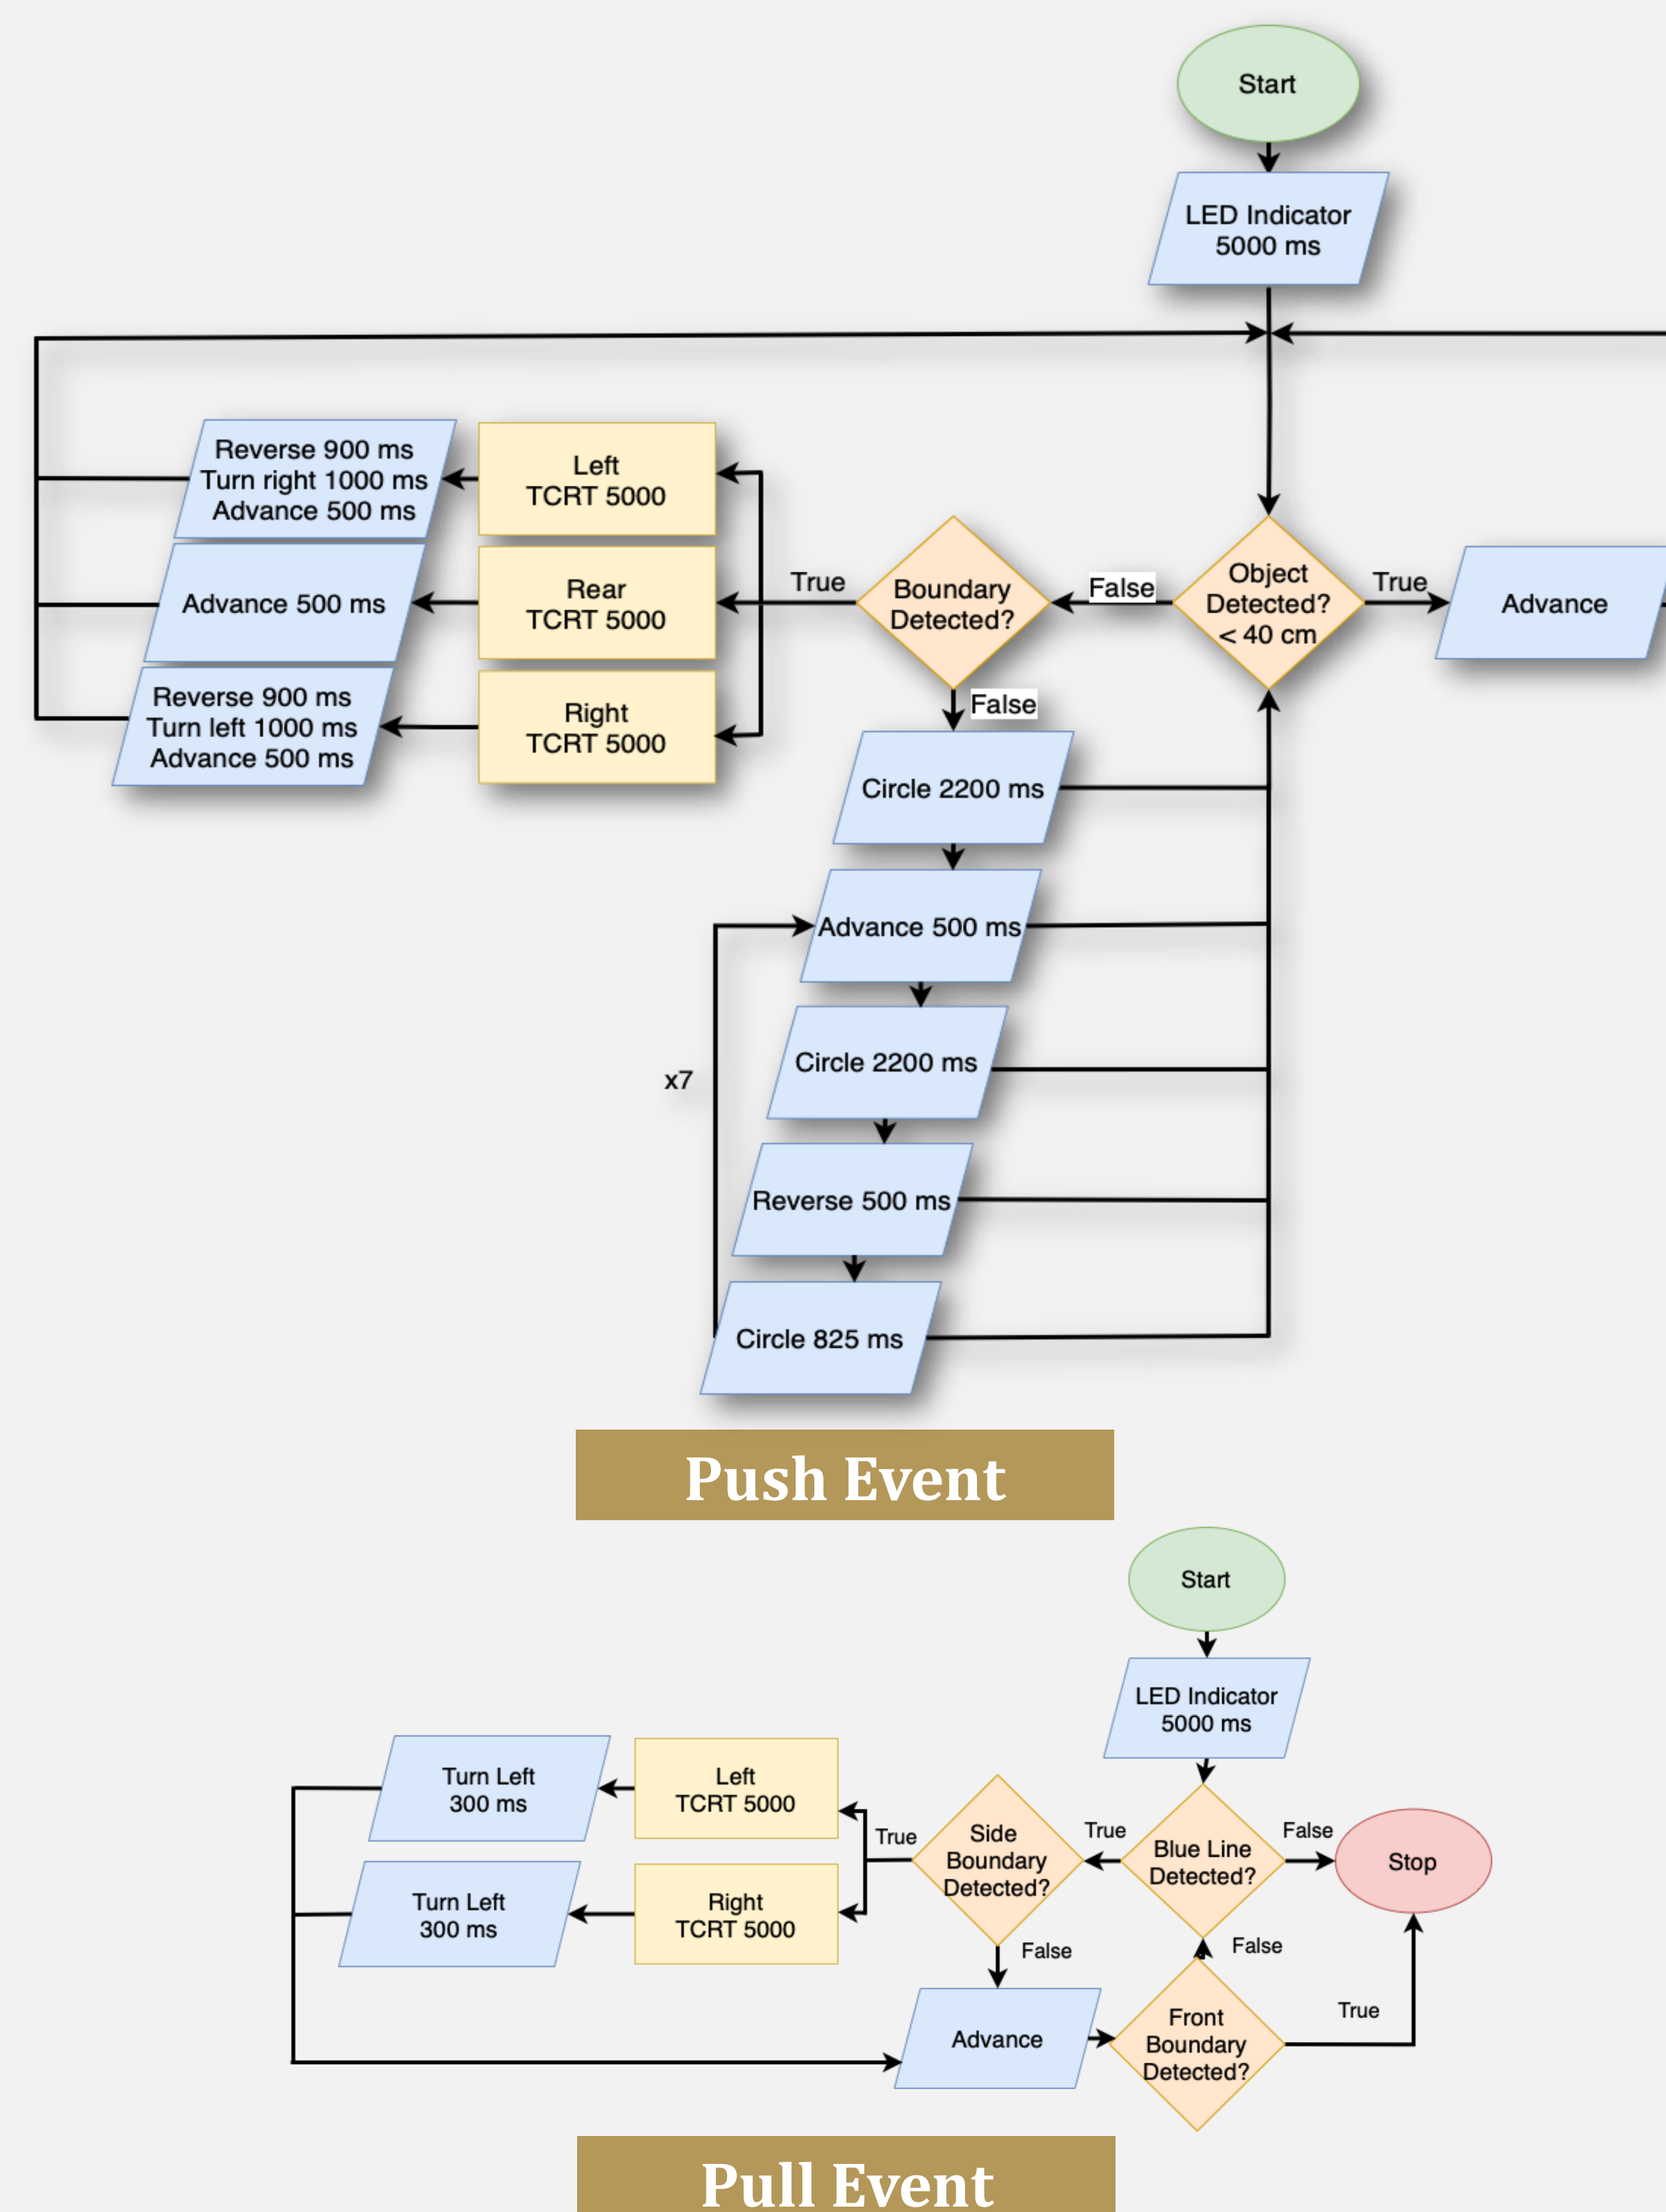 Start
LED Indicator
5000 ms
Reverse 900 ms
Turn right 1000 ms
Advance 500 ms
Left
TCRT 5000
Advance 500 ms
Rear
TCRT 5000
True
Boundary
Detected?
False
Object
Detected?
< 40 cm
True
Advance
Reverse 900 ms
Turn left 1000 ms
Advance 500 ms
Right
TCRT 5000
False
Circle 2200 ms
Advance 500 ms
x7
Circle 2200 ms
Reverse 500 ms
Circle 825 ms
Push Event
Start
LED Indicator
5000 ms
Turn Left
300 ms
Left
TCRT 5000
True
Side
Boundary
Detected?
True
Blue Line
Detected?
False
Stop
Turn Left
300 ms
Right
TCRT 5000
False
False
Advance
Front
Boundary
Detected?
True
Pull Event